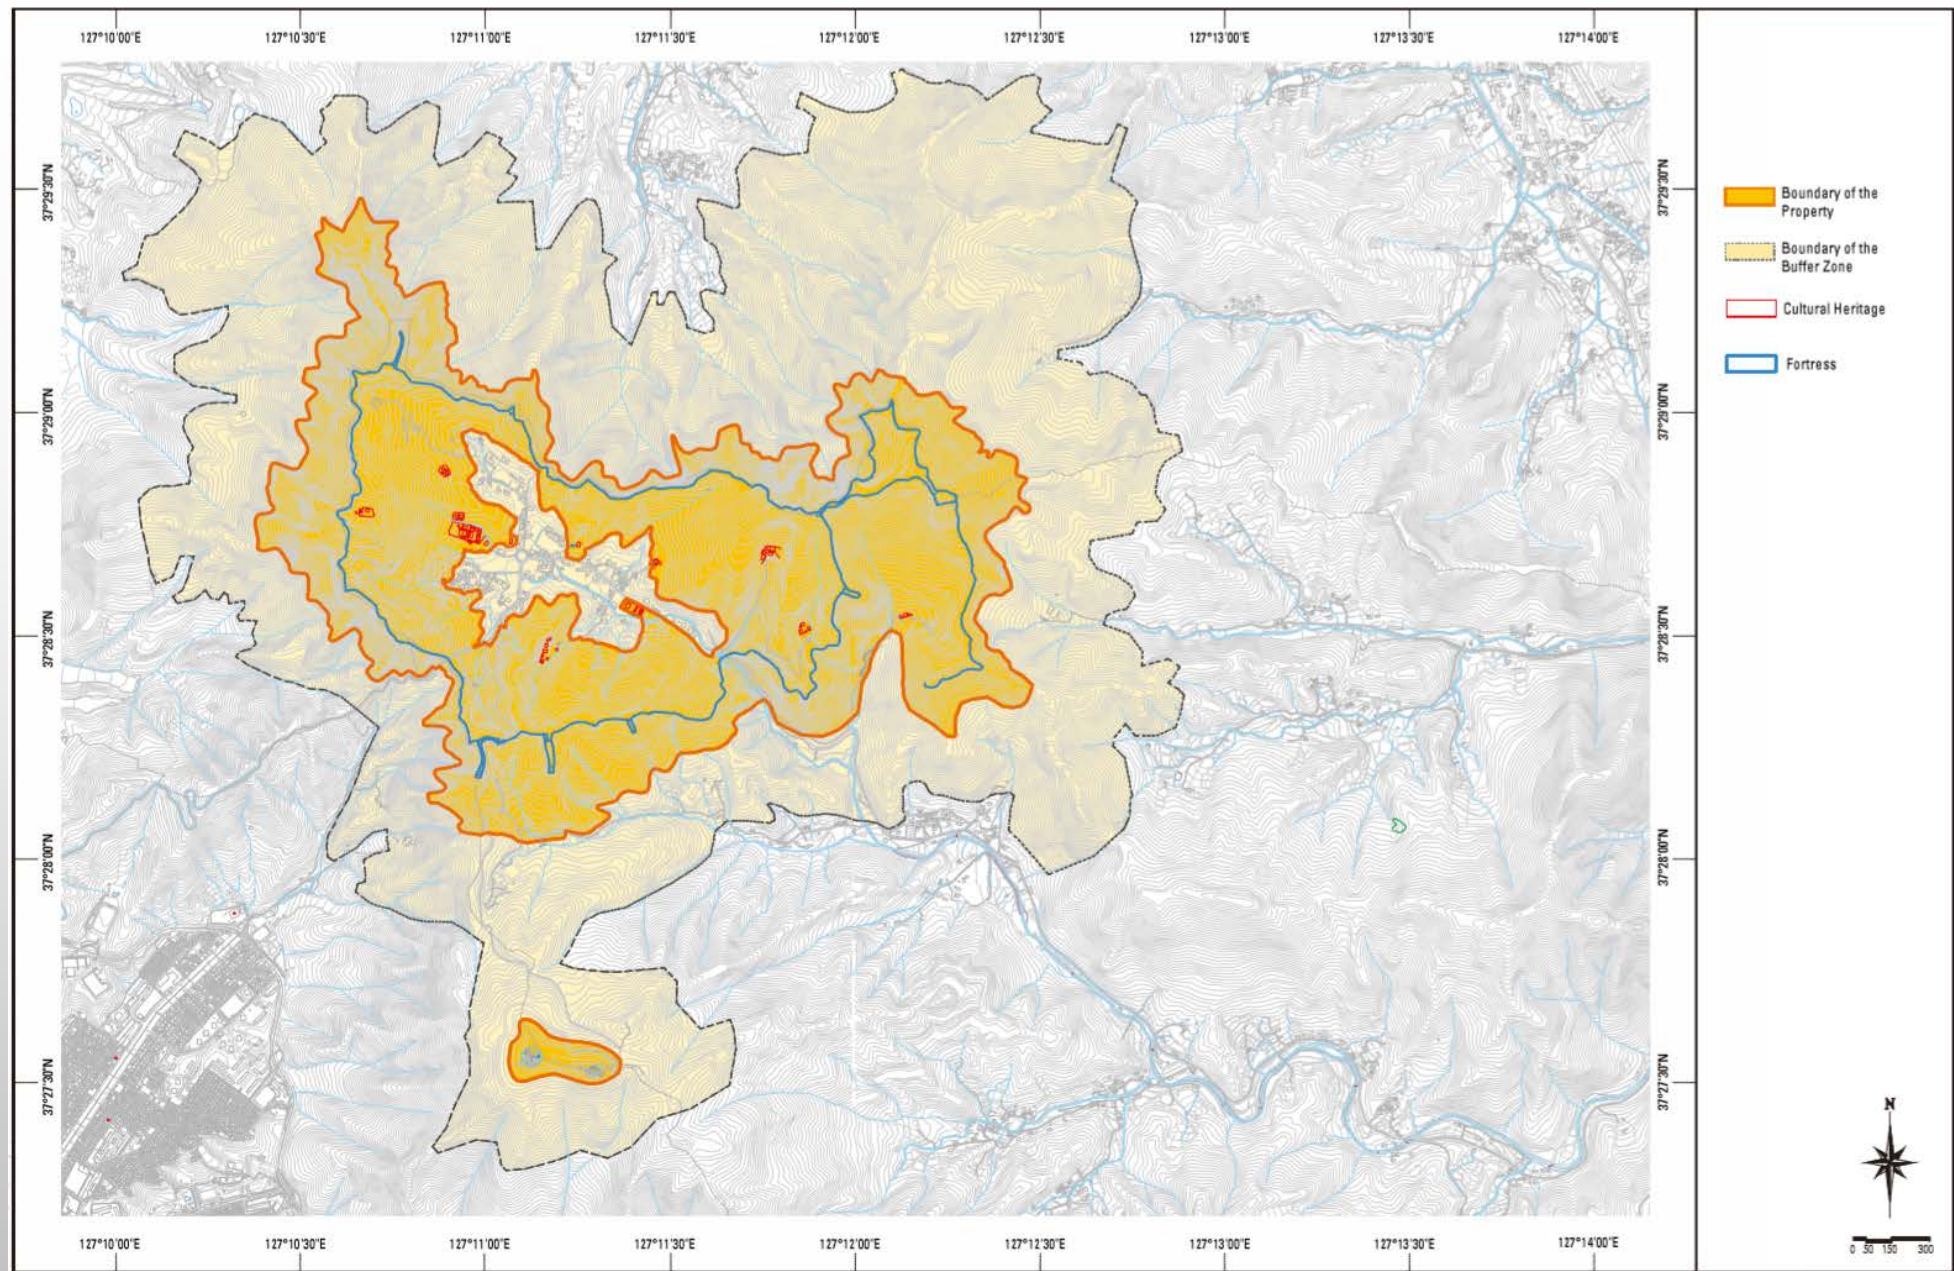 127°10'00"E 127°10'30"E 127°11'00"E 127°11'30"E 127°12'00"E 127°12'30"E 127°13'00"E 127°13'30"E 127°14'00"E
37°29'30"N 37°29'30"N
37°29'00"N 37°29'00"N
37°28'30"N 37°28'30"N
37°28'00"N 37°28'00"N
37°27'30"N 37°27'30"N
127°10'00"E 127°10'30"E 127°11'00"E 127°11'30"E 127°12'00"E 127°12'30"E 127°13'00"E 127°13'30"E 127°14'00"E
Boundary of the
Property
Boundary of the
Buffer Zone
Cultural Heritage
Fortress
N
0 50 150 300